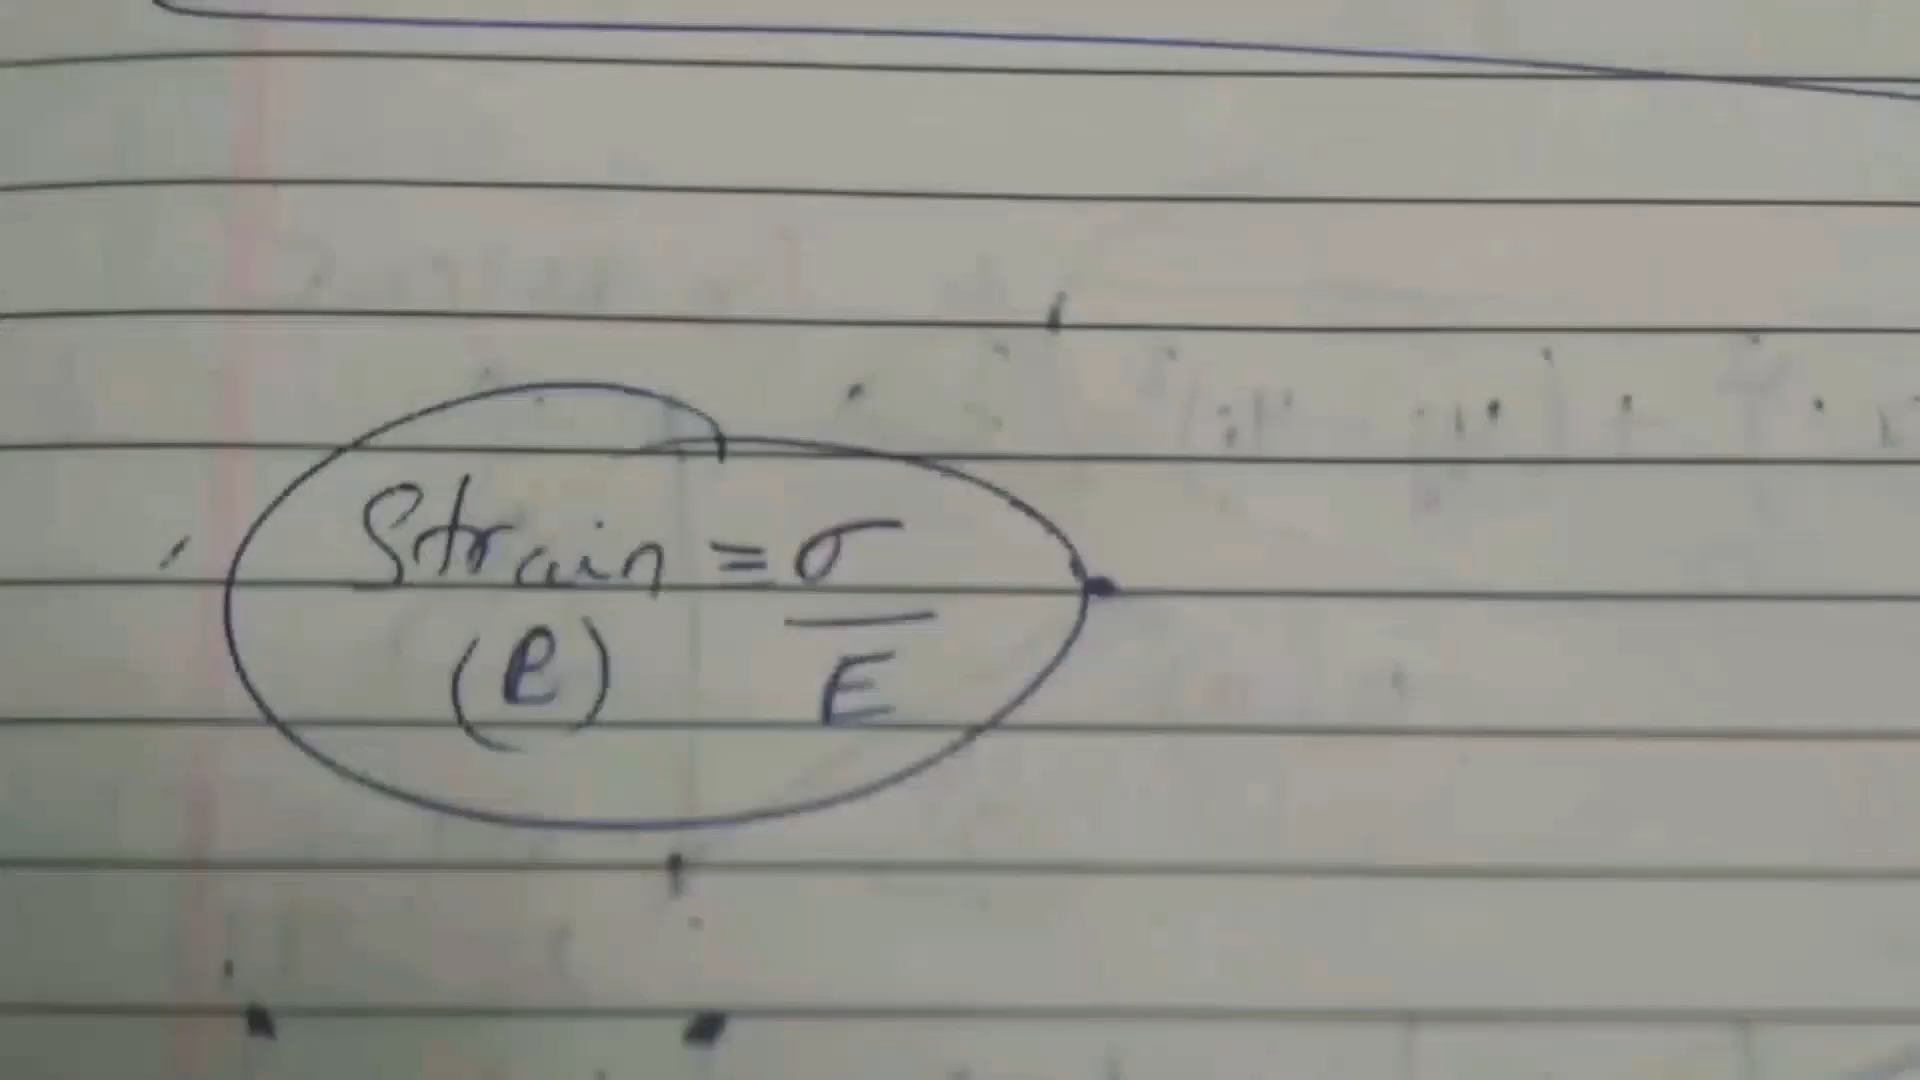 Strain = σ
(e) E